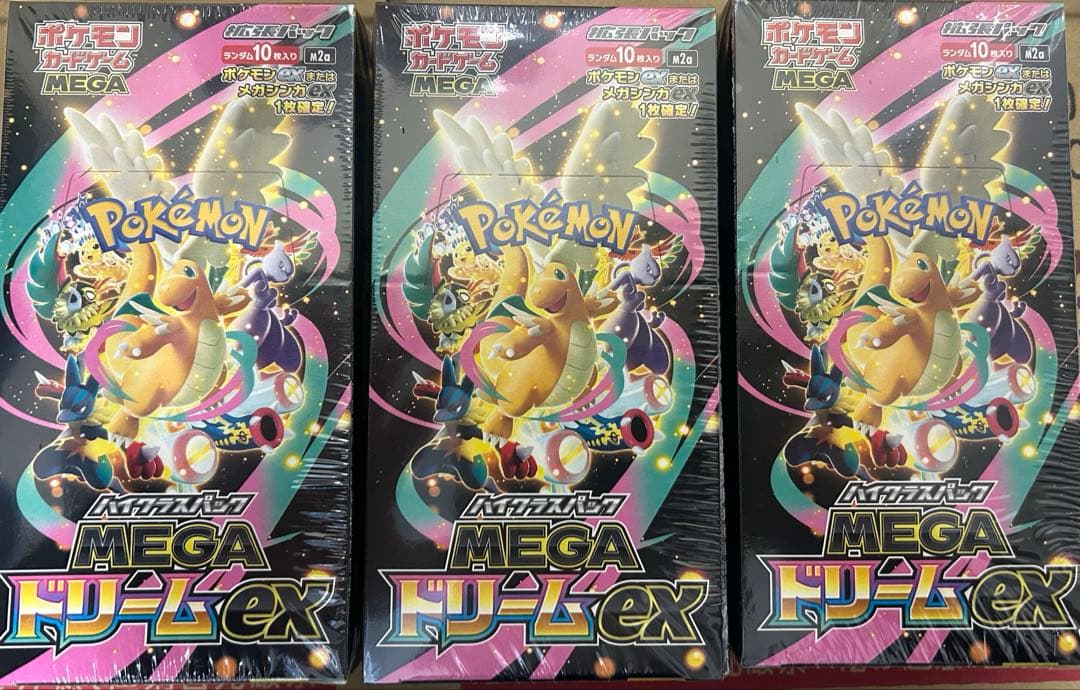 ポケモン
カードゲーム
MEGA
拡張パック
ランダム10枚入り
M2a
ポケモンexまたは
メガシンカex
1枚確定!
POKéMON
ハイクラスパック
MEGA
ドリームex
ポケモン
カードゲーム
MEGA
拡張パック
ランダム10枚入り
M2a
ポケモンexまたは
メガシンカex
1枚確定!
POKéMON
ハイクラスパック
MEGA
ドリームex
ポケモン
カードゲーム
MEGA
拡張パック
ランダム10枚入り
M2a
ポケモンexまたは
メガシンカex
1枚確定!
POKéMON
ハイクラスパック
MEGA
ドリームex